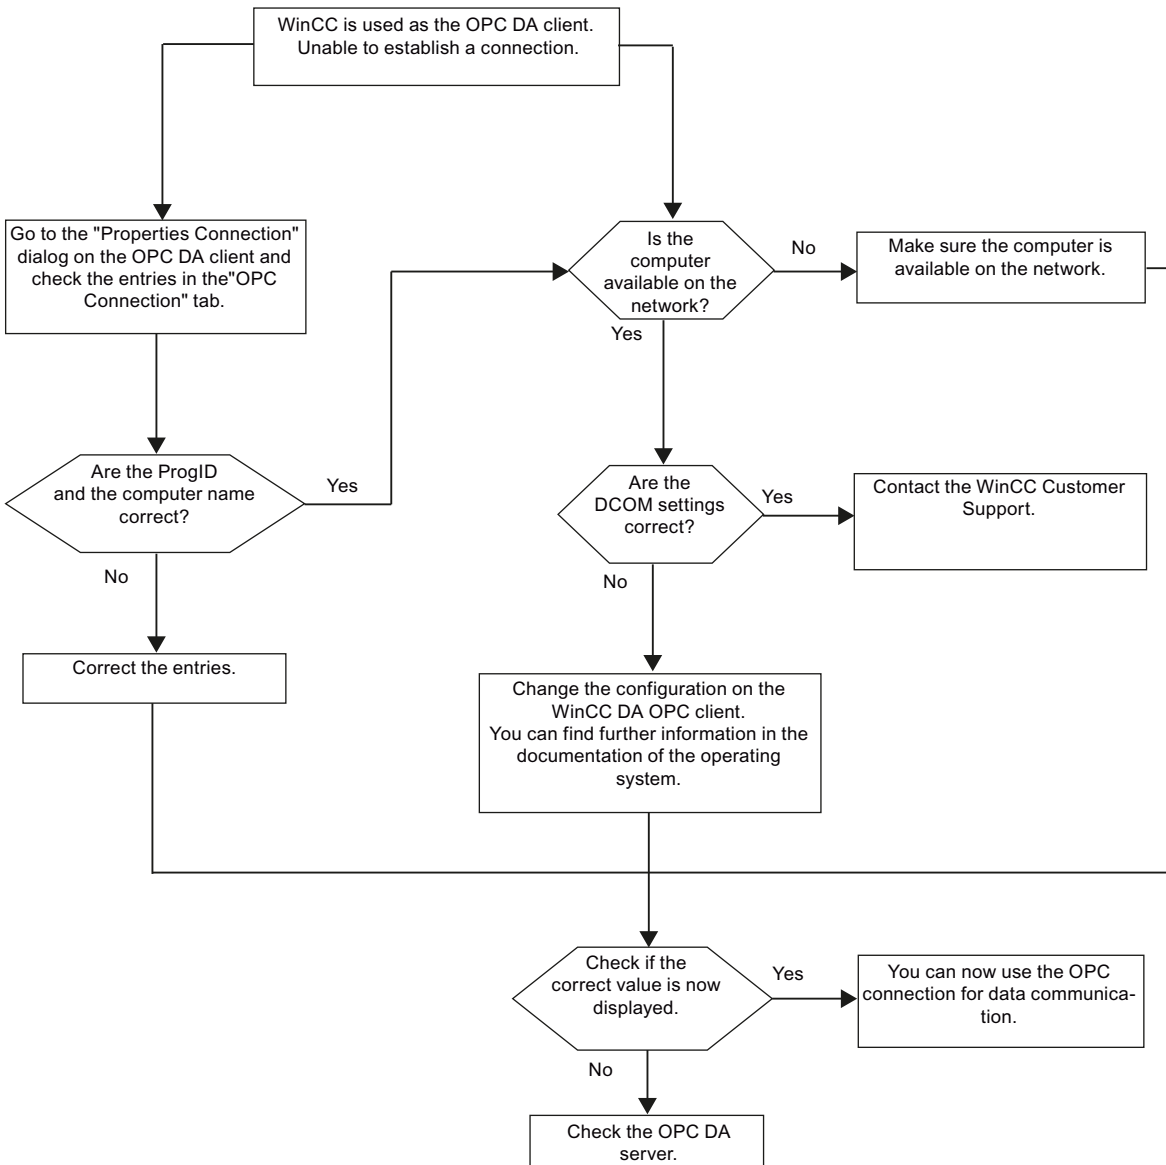 WinCC is used as the OPC DA client.
Unable to establish a connection.
Go to the "Properties Connection"
dialog on the OPC DA client and
check the entries in the"OPC
Connection" tab.
Is the
computer
available on the
network?
No
Make sure the computer is
available on the network.
Yes
Are the ProgID
and the computer name
correct?
Yes
Are the
DCOM settings
correct?
Yes
Contact the WinCC Customer
Support.
No
No
Correct the entries.
Change the configuration on the
WinCC DA OPC client.
You can find further information in the
documentation of the operating
system.
Check if the
correct value is now
displayed.
Yes
You can now use the OPC
connection for data communica-
tion.
No
Check the OPC DA
server.